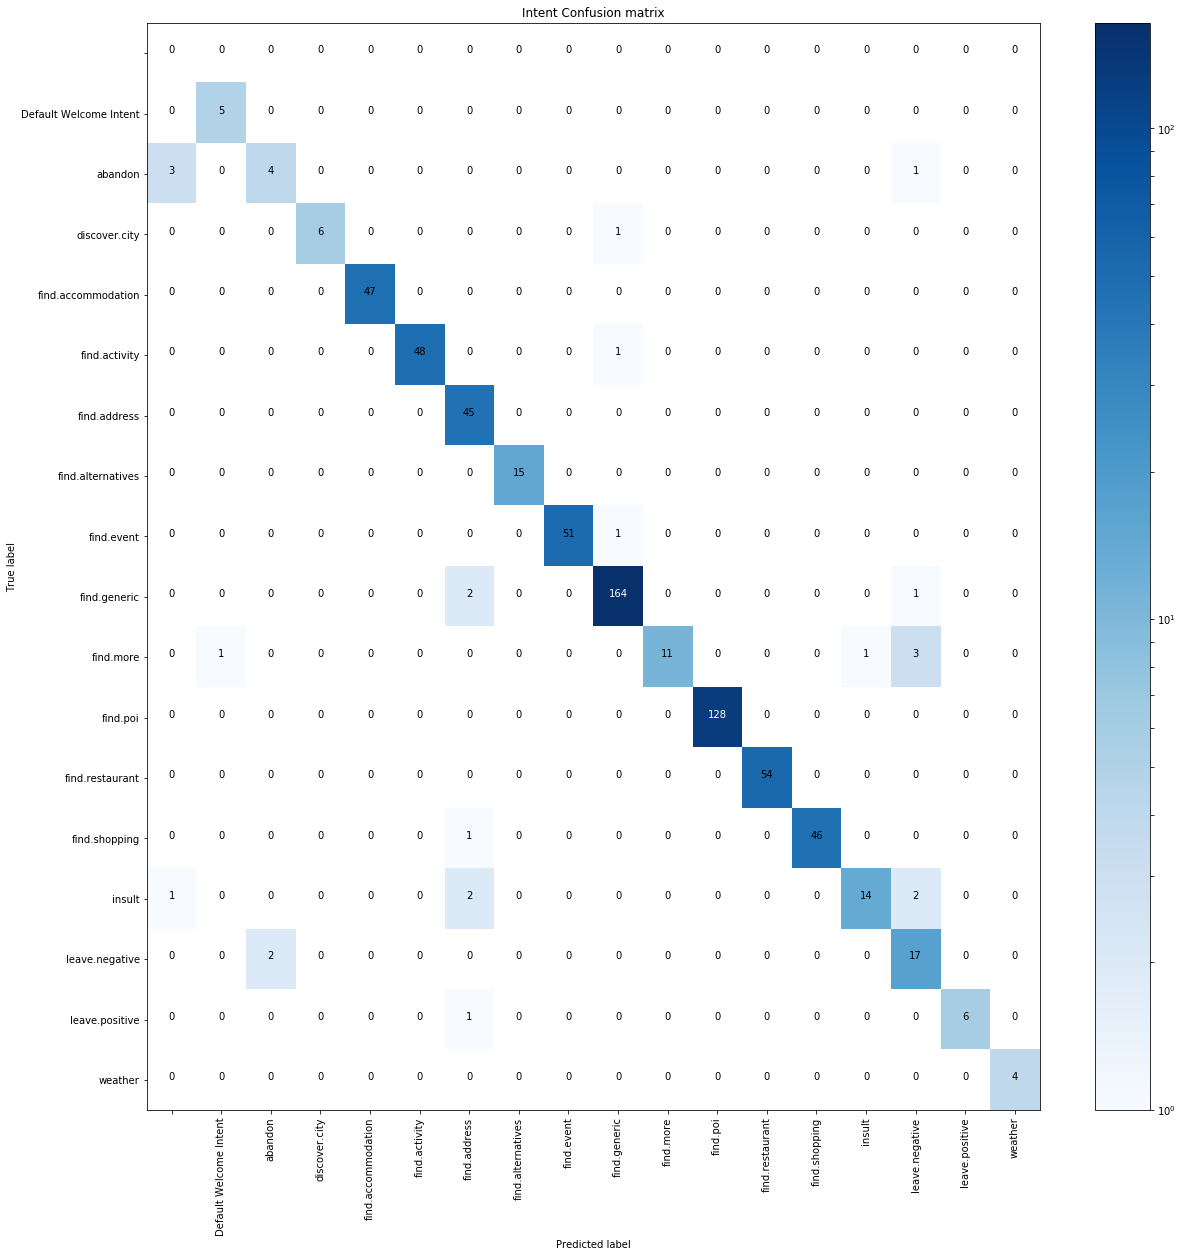 Intent Confusion matrix
0 0 0 0 0 0 0 0 0 0 0 0 0 0 0 0 0 0
Default Welcome Intent 0 5 0 0 0 0 0 0 0 0 0 0 0 0 0 0 0 0
abandon 3 0 4 0 0 0 0 0 0 0 0 0 0 0 0 1 0 0
discover.city 0 0 0 6 0 0 0 0 0 1 0 0 0 0 0 0 0 0
find.accommodation 0 0 0 0 47 0 0 0 0 0 0 0 0 0 0 0 0 0
find.activity 0 0 0 0 0 48 0 0 0 1 0 0 0 0 0 0 0 0
find.address 0 0 0 0 0 0 45 0 0 0 0 0 0 0 0 0 0 0
find.alternatives 0 0 0 0 0 0 0 15 0 0 0 0 0 0 0 0 0 0
find.event 0 0 0 0 0 0 0 0 51 1 0 0 0 0 0 0 0 0
find.generic 0 0 0 0 0 0 2 0 0 164 0 0 0 0 0 1 0 0
find.more 0 1 0 0 0 0 0 0 0 0 11 0 0 0 1 3 0 0
find.poi 0 0 0 0 0 0 0 0 0 0 0 128 0 0 0 0 0 0
find.restaurant 0 0 0 0 0 0 0 0 0 0 0 0 54 0 0 0 0 0
find.shopping 0 0 0 0 0 0 1 0 0 0 0 0 0 46 0 0 0 0
insult 1 0 0 0 0 0 2 0 0 0 0 0 0 0 14 2 0 0
leave.negative 0 0 2 0 0 0 0 0 0 0 0 0 0 0 0 17 0 0
leave.positive 0 0 0 0 0 0 1 0 0 0 0 0 0 0 0 0 6 0
weather 0 0 0 0 0 0 0 0 0 0 0 0 0 0 0 0 0 4
True label
Default Welcome Intent
abandon
discover.city
find.accommodation
find.activity
find.address
find.alternatives
find.event
find.generic
find.more
find.poi
find.restaurant
find.shopping
insult
leave.negative
leave.positive
weather
Predicted label
10²
10¹
10⁰